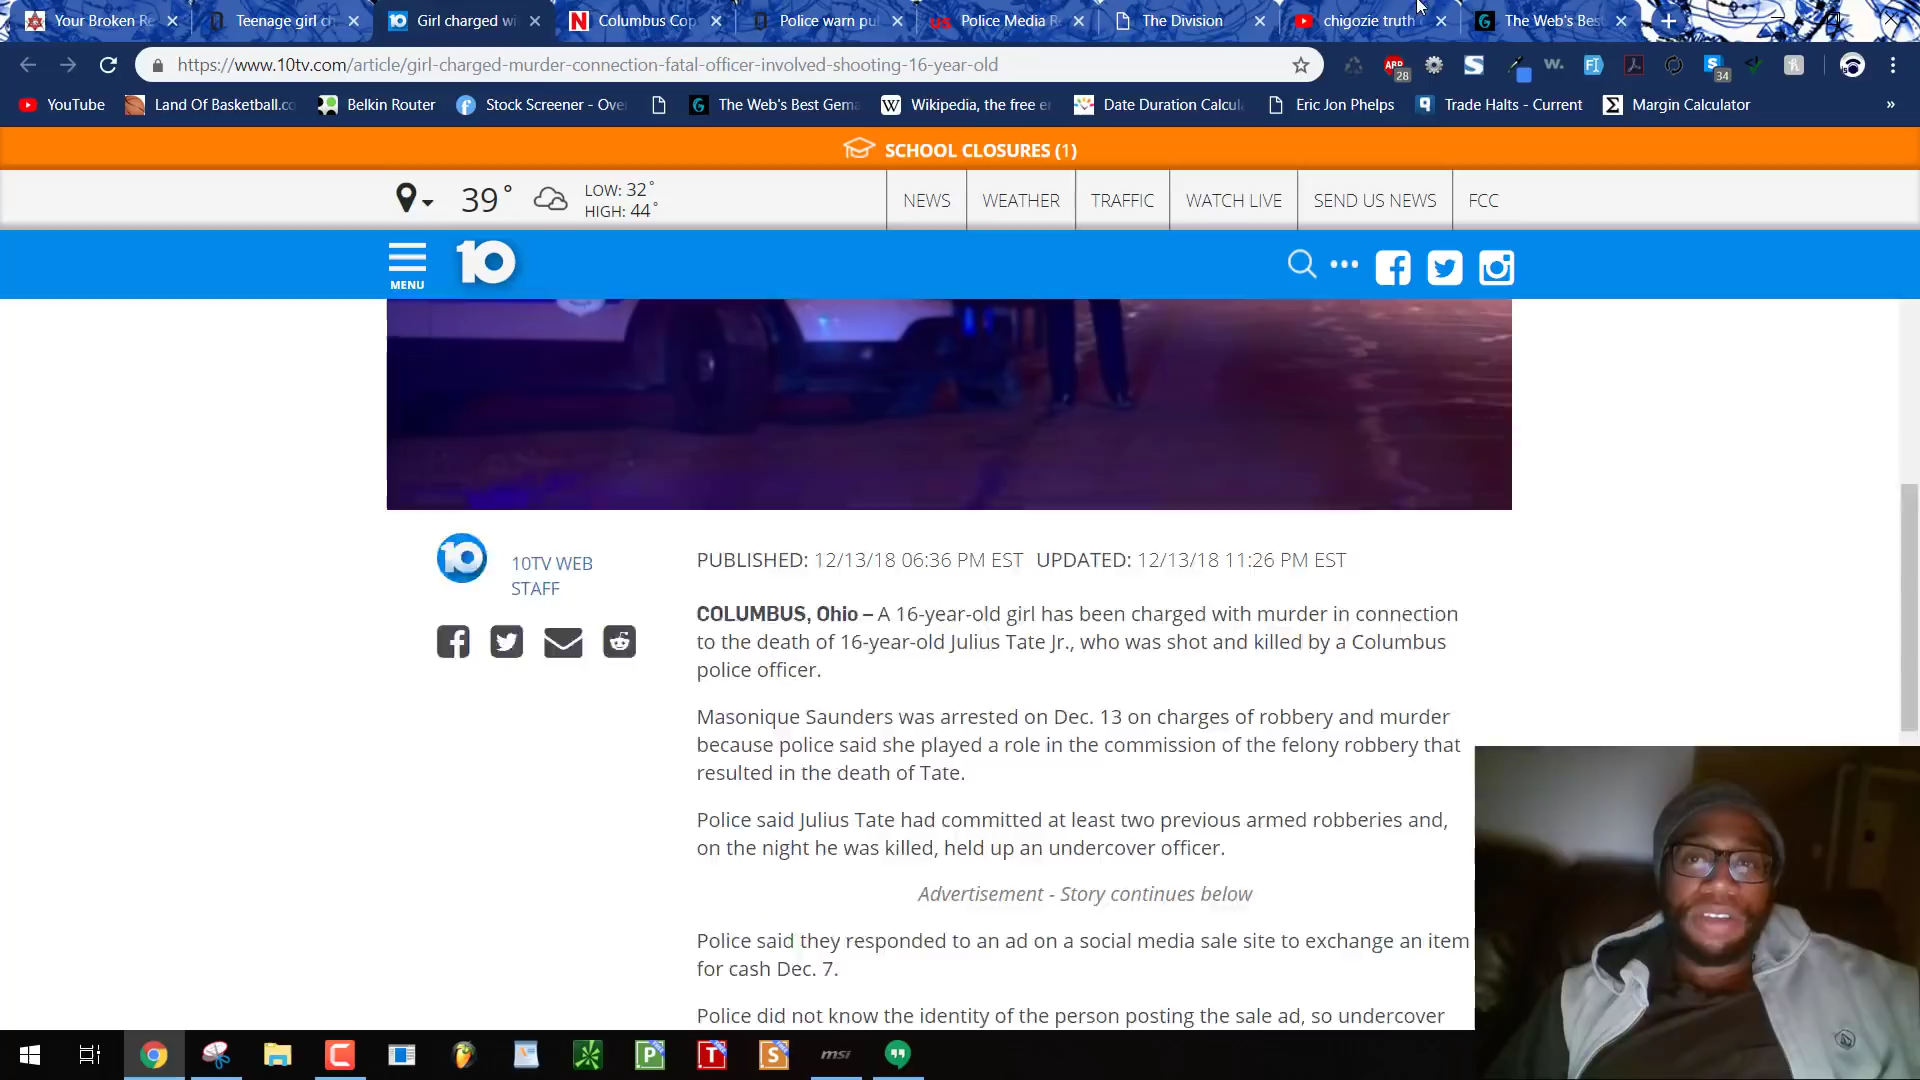 Your Broken Re
Teenage girl c
Girl charged wi
Columbus Cop
Police warn pu
Police Media R
The Division
chigozie truth
The Web's Bes
https://www.10tv.com/article/girl-charged-murder-connection-fatal-officer-involved-shooting-16-year-old
YouTube
Land Of Basketball.co
Belkin Router
Stock Screener - Ove
The Web's Best Gema
Wikipedia, the free e
Date Duration Calcul
Eric Jon Phelps
Trade Halts - Current
Margin Calculator
SCHOOL CLOSURES (1)
39°
LOW: 32°
HIGH: 44°
NEWS
WEATHER
TRAFFIC
WATCH LIVE
SEND US NEWS
FCC
MENU
10
10
10TV WEB
STAFF
PUBLISHED: 12/13/18 06:36 PM EST UPDATED: 12/13/18 11:26 PM EST
COLUMBUS, Ohio – A 16-year-old girl has been charged with murder in connection
to the death of 16-year-old Julius Tate Jr., who was shot and killed by a Columbus
police officer.
Masonique Saunders was arrested on Dec. 13 on charges of robbery and murder
because police said she played a role in the commission of the felony robbery that
resulted in the death of Tate.
Police said Julius Tate had committed at least two previous armed robberies and,
on the night he was killed, held up an undercover officer.
Advertisement - Story continues below
Police said they responded to an ad on a social media sale site to exchange an item
for cash Dec. 7.
Police did not know the identity of the person posting the sale ad, so undercover
msi